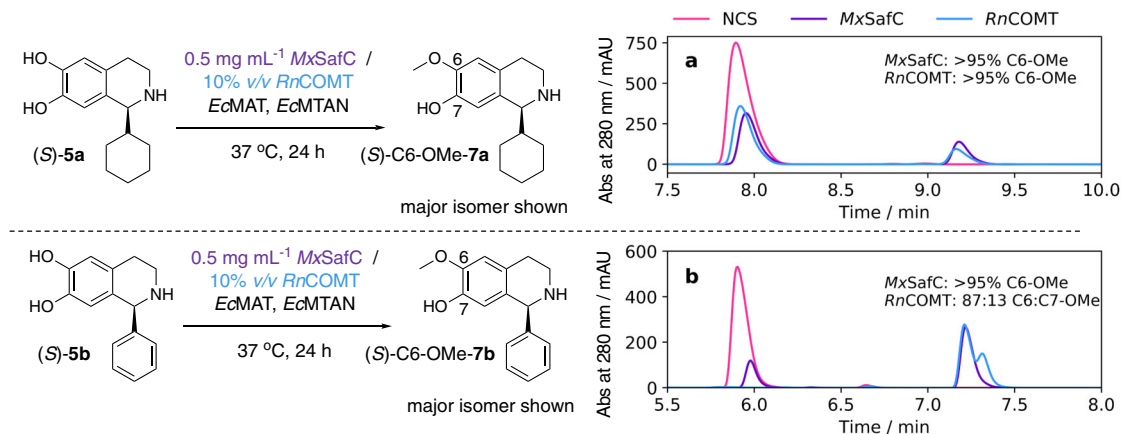 HO
HO
NH
(S)-5a
0.5 mg mL-1 MxSafC /
10% v/v RnCOMT
EcMAT, EcMTAN
37 oC, 24 h
O
6
HO
7
NH
(S)-C6-OMe-7a
major isomer shown
NCS MxSafC RnCOMT
a
MxSafC: >95% C6-OMe
RnCOMT: >95% C6-OMe
Abs at 280 nm / mAU
750
500
250
0
7.5 8.0 8.5 9.0 9.5 10.0
Time / min
HO
HO
NH
(S)-5b
0.5 mg mL-1 MxSafC /
10% v/v RnCOMT
EcMAT, EcMTAN
37 oC, 24 h
O
6
HO
7
NH
(S)-C6-OMe-7b
major isomer shown
b
MxSafC: >95% C6-OMe
RnCOMT: 87:13 C6:C7-OMe
Abs at 280 nm / mAU
600
400
200
0
5.5 6.0 6.5 7.0 7.5 8.0
Time / min